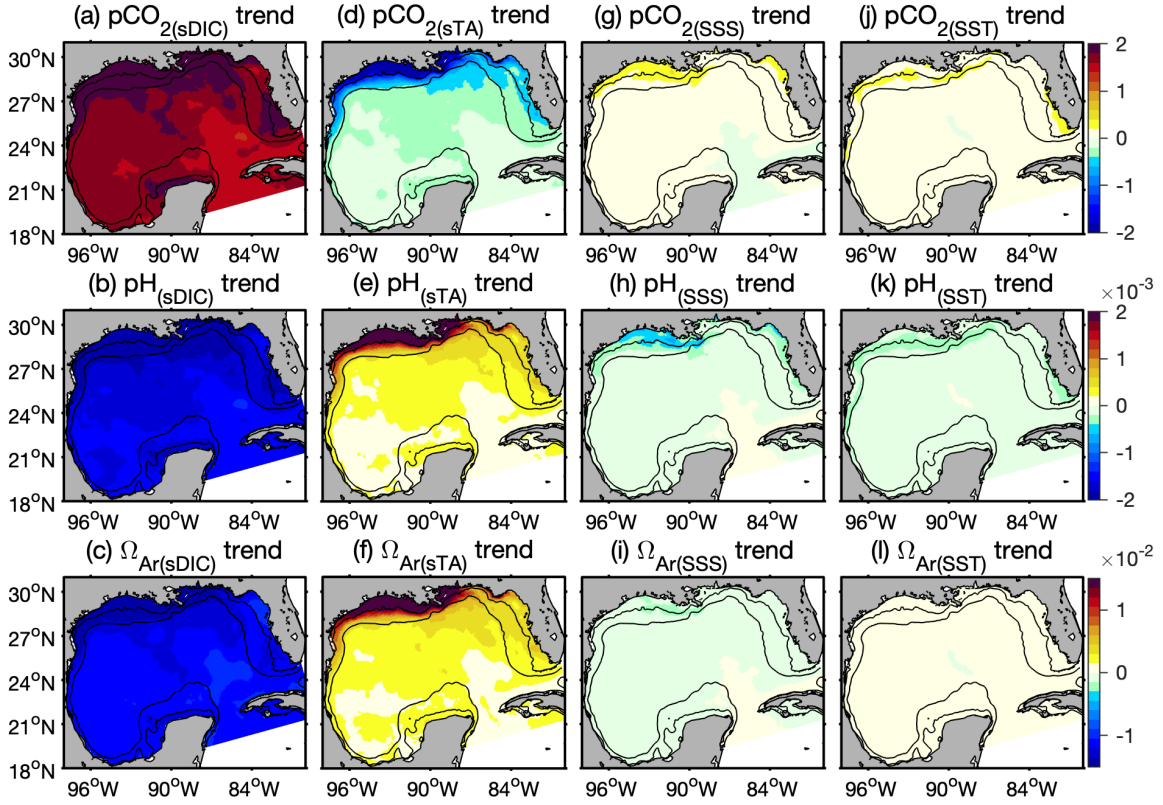 (a) pCO2(sDIC) trend (d) pCO2(sTA) trend (g) pCO2(SSS) trend (j) pCO2(SST) trend
30°N 2
27°N 1
24°N 0
21°N -1
18°N -2
96°W 90°W 84°W 96°W 90°W 84°W 96°W 90°W 84°W 96°W 90°W 84°W
(b) pH(sDIC) trend (e) pH(sTA) trend (h) pH(SSS) trend (k) pH(SST) trend
×10-3
30°N 2
27°N 1
24°N 0
21°N -1
18°N -2
96°W 90°W 84°W 96°W 90°W 84°W 96°W 90°W 84°W 96°W 90°W 84°W
(c) ΩAr(sDIC) trend (f) ΩAr(sTA) trend (i) ΩAr(SSS) trend (l) ΩAr(SST) trend
×10-2
30°N
27°N 1
24°N 0
21°N -1
18°N
96°W 90°W 84°W 96°W 90°W 84°W 96°W 90°W 84°W 96°W 90°W 84°W